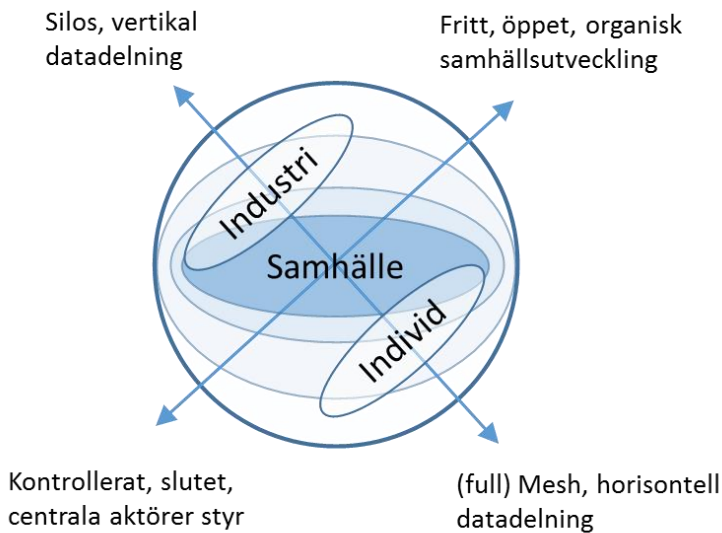 Silos, vertikal
datadelning
Fritt, öppet, organisk
samhällsutveckling
Industri
Samhälle
Individ
Kontrollerat, slutet,
centrala aktörer styr
(full) Mesh, horisontell
datadelning